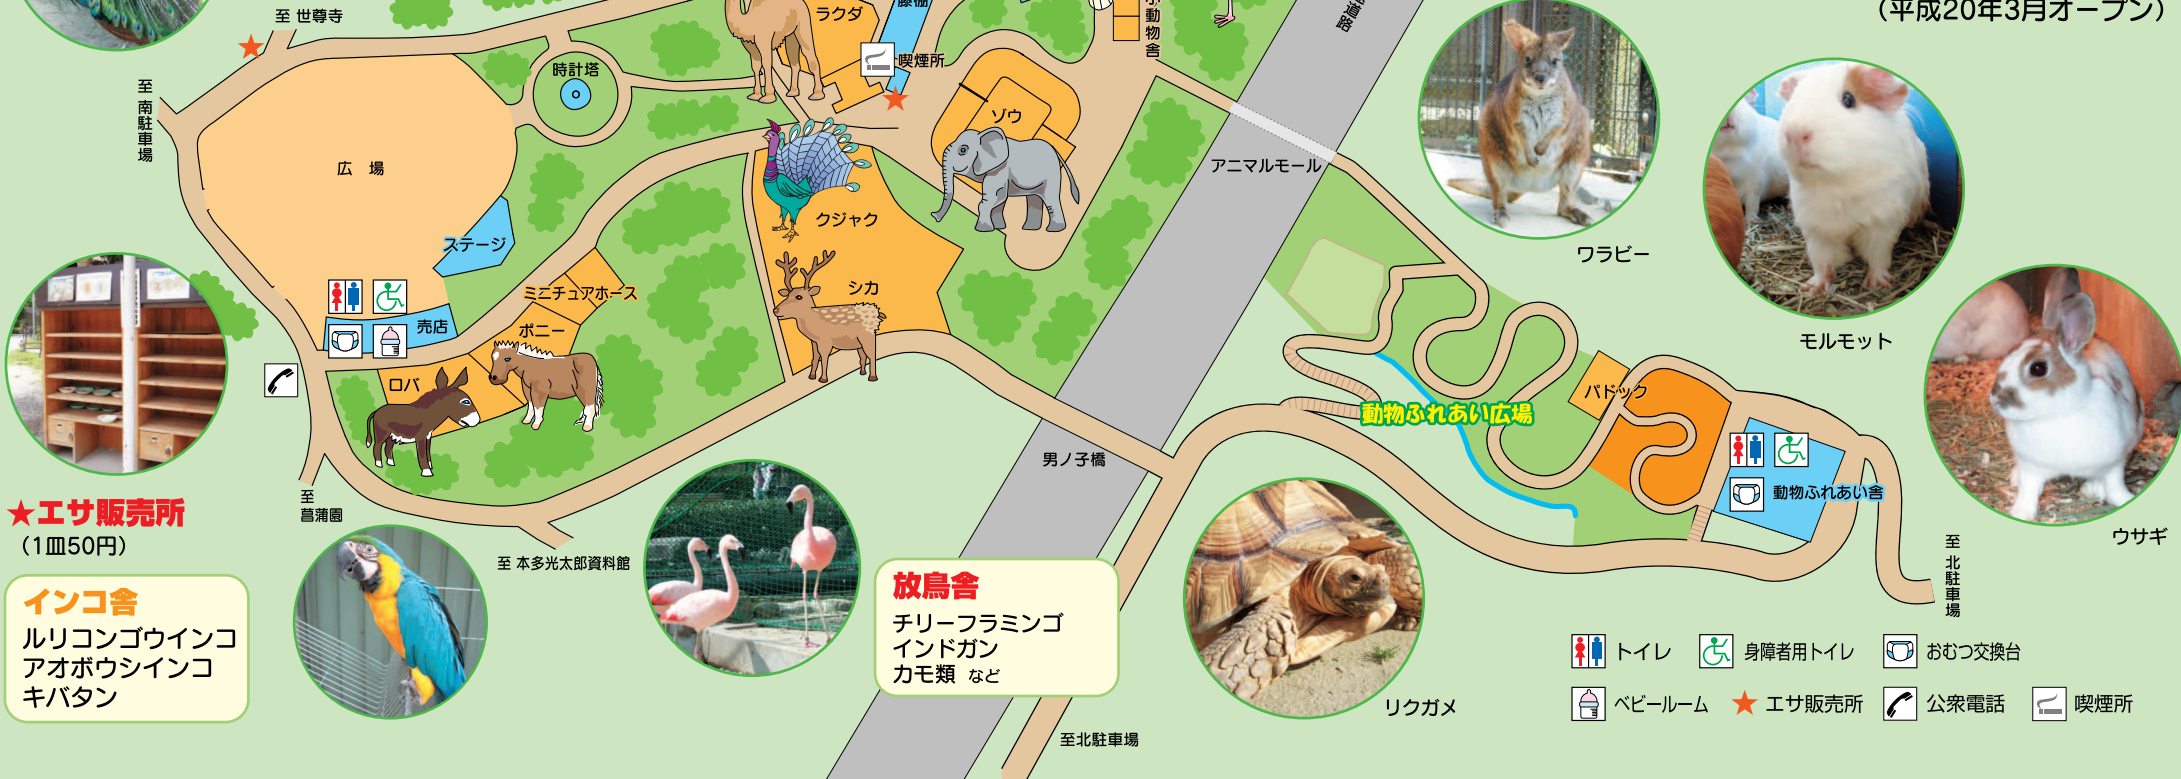 (平成20年3月オープン)
至 世尊寺
ラクダ
藤棚
小動物舎
喫煙所
時計塔
至 南駐車場
ゾウ
アニマルモール
広 場
クジャク
ステージ
シカ
ミニチュアホース
ポニー
売店
ロバ
ワラビー
モルモット
ウサギ
パドック
動物ふれあい広場
動物ふれあい舎
男ノ子橋
至
菖蒲園
至 本多光太郎資料館
★エサ販売所
(1皿50円)
インコ舎
ルリコンゴウインコ
アオボウシインコ
キバタン
放鳥舎
チリーフラミンゴ
インドガン
カモ類 など
リクガメ
至北駐車場
至 北駐車場
トイレ
身障者用トイレ
おむつ交換台
ベビールーム
★ エサ販売所
公衆電話
喫煙所